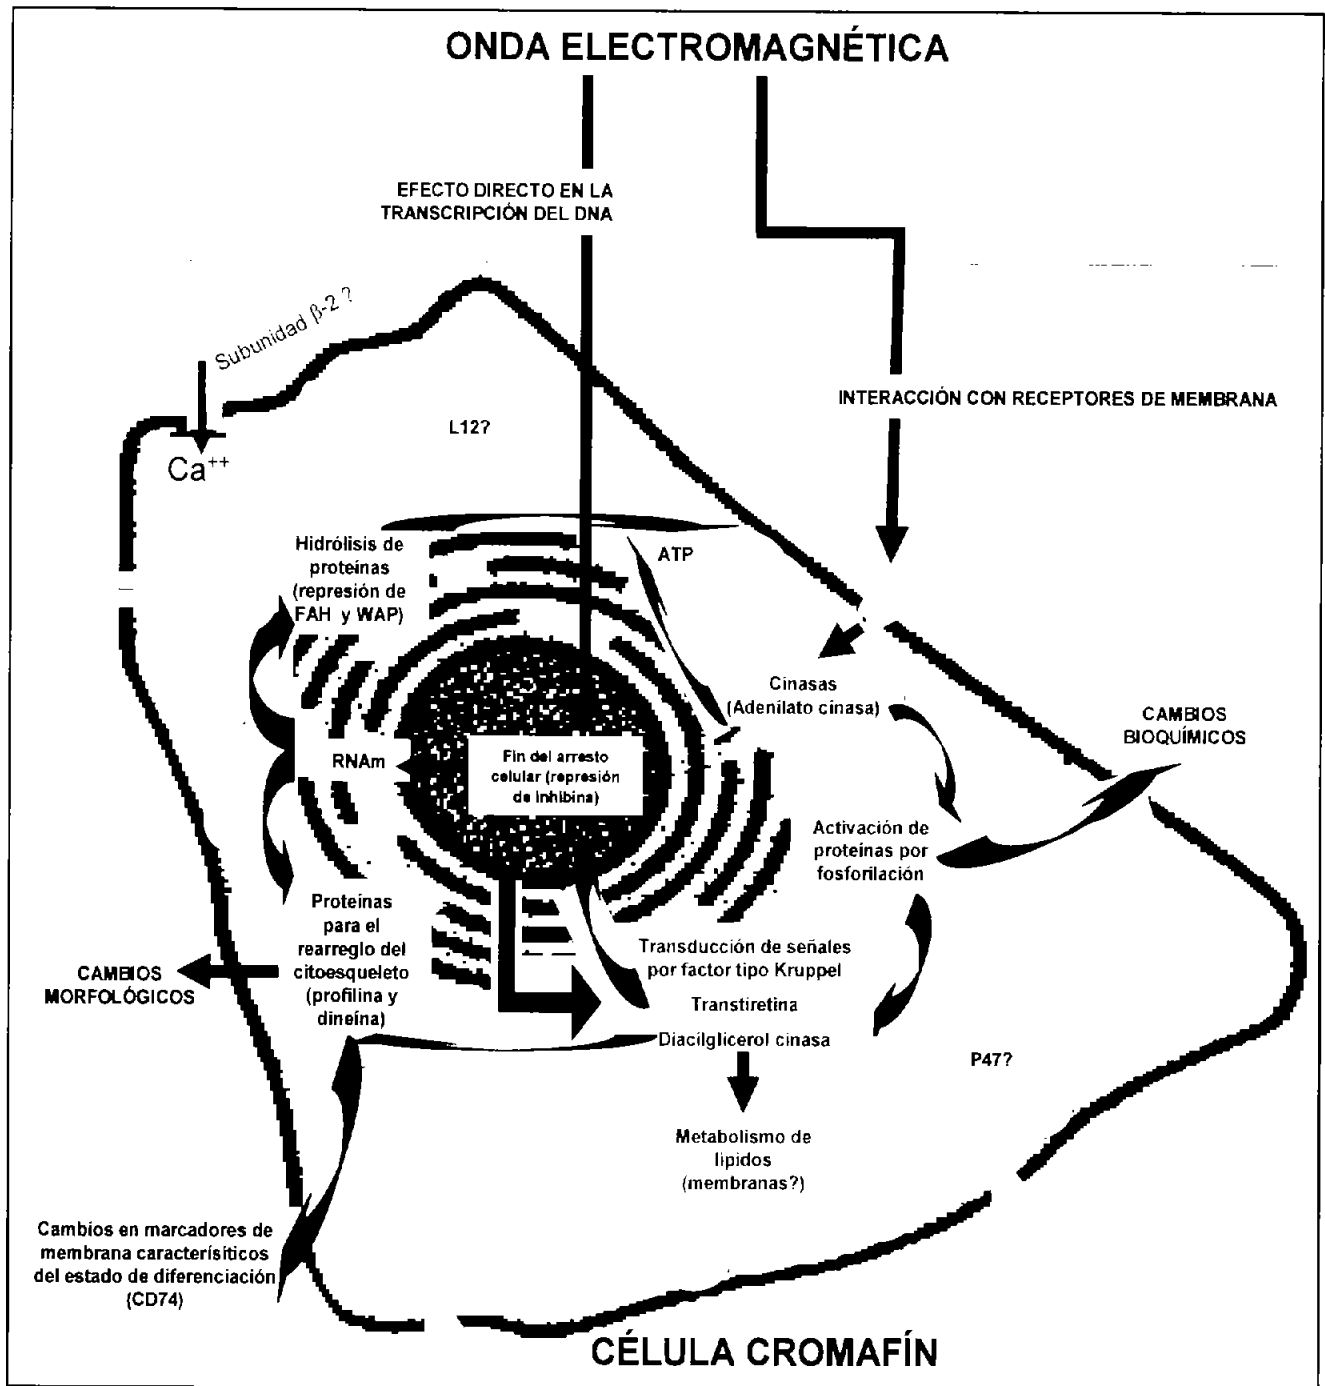 ONDA ELECTROMAGNÉTICA
EFECTO DIRECTO EN LA
TRANSCRIPCIÓN DEL DNA
Subunidad β-2 ?
Ca++
L12?
INTERACCIÓN CON RECEPTORES DE MEMBRANA
Hidrólisis de
proteínas
(represión de
FAH y WAP)
ATP
Cinasas
(Adenilato cinasa)
CAMBIOS
BIOQUÍMICOS
RNAm
Fin del arresto
celular (represión
de inhibina)
Activación de
proteínas por
fosforilación
Proteínas
para el
rearreglo del
citoesqueleto
(profilina y
dineína)
CAMBIOS
MORFOLÓGICOS
Transducción de señales
por factor tipo Kruppel
Transtiretina
Diacilglicerol cinasa
P47?
Metabolismo de
lípidos
(membranas?)
Cambios en marcadores de
membrana caracterísiticos
del estado de diferenciación
(CD74)
CÉLULA CROMAFÍN